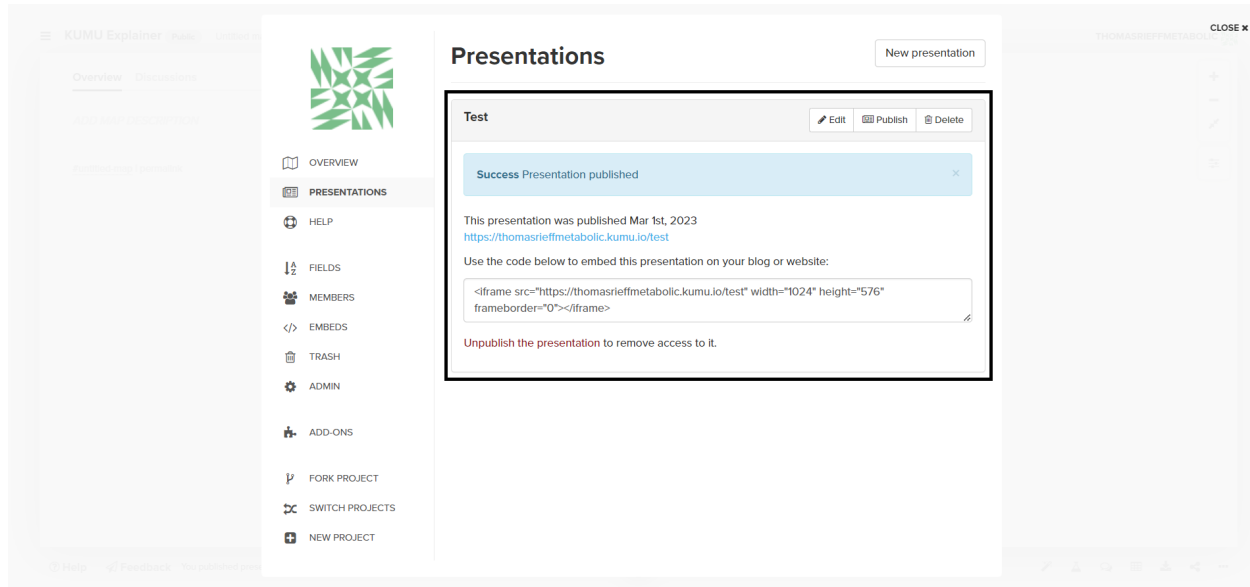 CLOSE ×
KUMU Explainer Public
THOMASRIEFFMETABOLIC
Overview Discussions
Presentations
New presentation
Test
Edit
Publish
Delete
Success Presentation published ×
This presentation was published Mar 1st, 2023
https://thomasrieffmetabolic.kumu.io/test
Use the code below to embed this presentation on your blog or website:
<iframe src="https://thomasrieffmetabolic.kumu.io/test" width="1024" height="576"
frameborder="0"></iframe>
Unpublish the presentation to remove access to it.
OVERVIEW
PRESENTATIONS
HELP
FIELDS
MEMBERS
EMBEDS
TRASH
ADMIN
ADD-ONS
FORK PROJECT
SWITCH PROJECTS
NEW PROJECT
Help Feedback